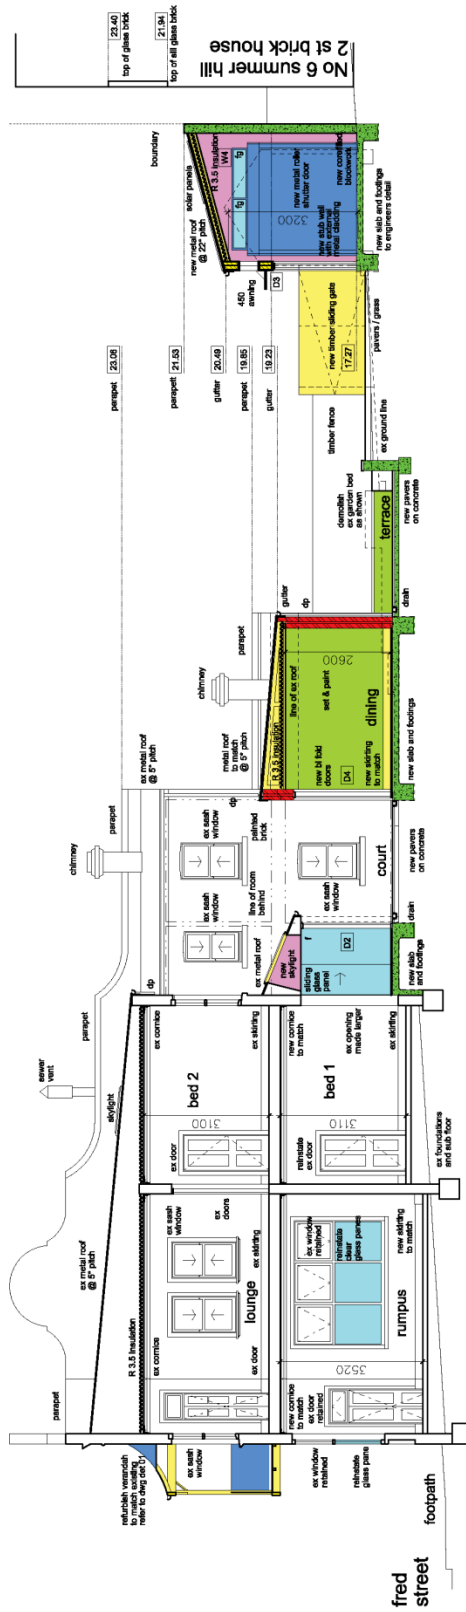 parapet
ex metal roof
@ 5° pitch
sewer
vent
parapet
skylight
chimney
parapet
ex metal roof
@ 5° pitch
parapet
23.08
parapett
21.53
gutter
20.49
parapet
19.85
gutter
19.23
23.40
top of glass brick
21.94
top of sill glass brick
No 6 summer hill
2 st brick house
boundary
solar panels
new metal roof
@ 22° pitch
R 3.5 insulation
W4
fg
fg
new metal roller
shutter door
3200
new stub wall
with external
metal cladding
new corefilled
blockwork
450
awning
D3
new timber sliding gate
17.27
timber fence
pavers / grass
ex ground line
new slab and footings
to engineers detail
demolish
ex garden bed
as shown
terrace
new pavers
on concrete
drain
gutter
dp
parapet
chimney
metal roof
to match
@ 5° pitch
R 3.5 insulation
line of ex roof
2600
set & paint
new bi fold
doors
D4
dining
new skirting
to match
new slab and footings
dp
dp
ex sash
window
ex sash
window
painted
brick
line of room
behind
ex sash
window
court
new pavers
on concrete
drain
ex metal roof
new
skylight
sliding
glass
panel
f
D2
new slab
and footings
R 3.5 insulation
ex cornice
bed 2
ex door
3100
ex skirting
new cornice
to match
bed 1
reinstate
ex door
3110
ex opening
made larger
ex skirting
ex foundations
and sub floor
ex cornice
ex sash
window
ex
doors
lounge
ex door
ex skirting
new cornice
to match
ex door
retained
3520
ex window
retained
reinstate
clear
glass panes
rumpus
new skirting
to match
refurbish verandah
to match existing
refer to dwg det 01
ex sash
window
ex window
retained
reinstate
glass pane
footpath
fred
street